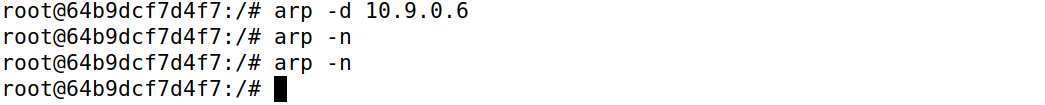 root@64b9dcf7d4f7:/# arp -d 10.9.0.6
root@64b9dcf7d4f7:/# arp -n
root@64b9dcf7d4f7:/# arp -n
root@64b9dcf7d4f7:/#